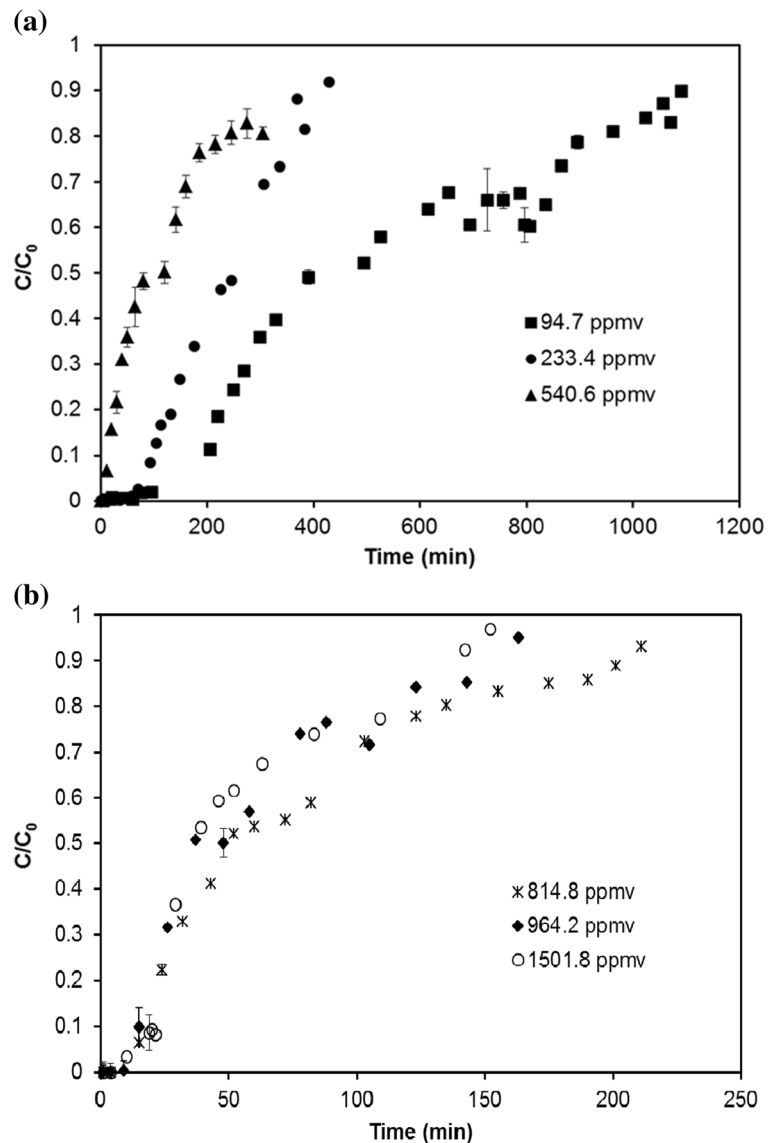 (a)
1
0.9
0.8
0.7
0.6
0.5
0.4
0.3
0.2
0.1
0
C/C0
94.7 ppmv
233.4 ppmv
540.6 ppmv
0 200 400 600 800 1000 1200
Time (min)
(b)
1
0.9
0.8
0.7
0.6
0.5
0.4
0.3
0.2
0.1
0
C/C0
814.8 ppmv
964.2 ppmv
1501.8 ppmv
0 50 100 150 200 250
Time (min)